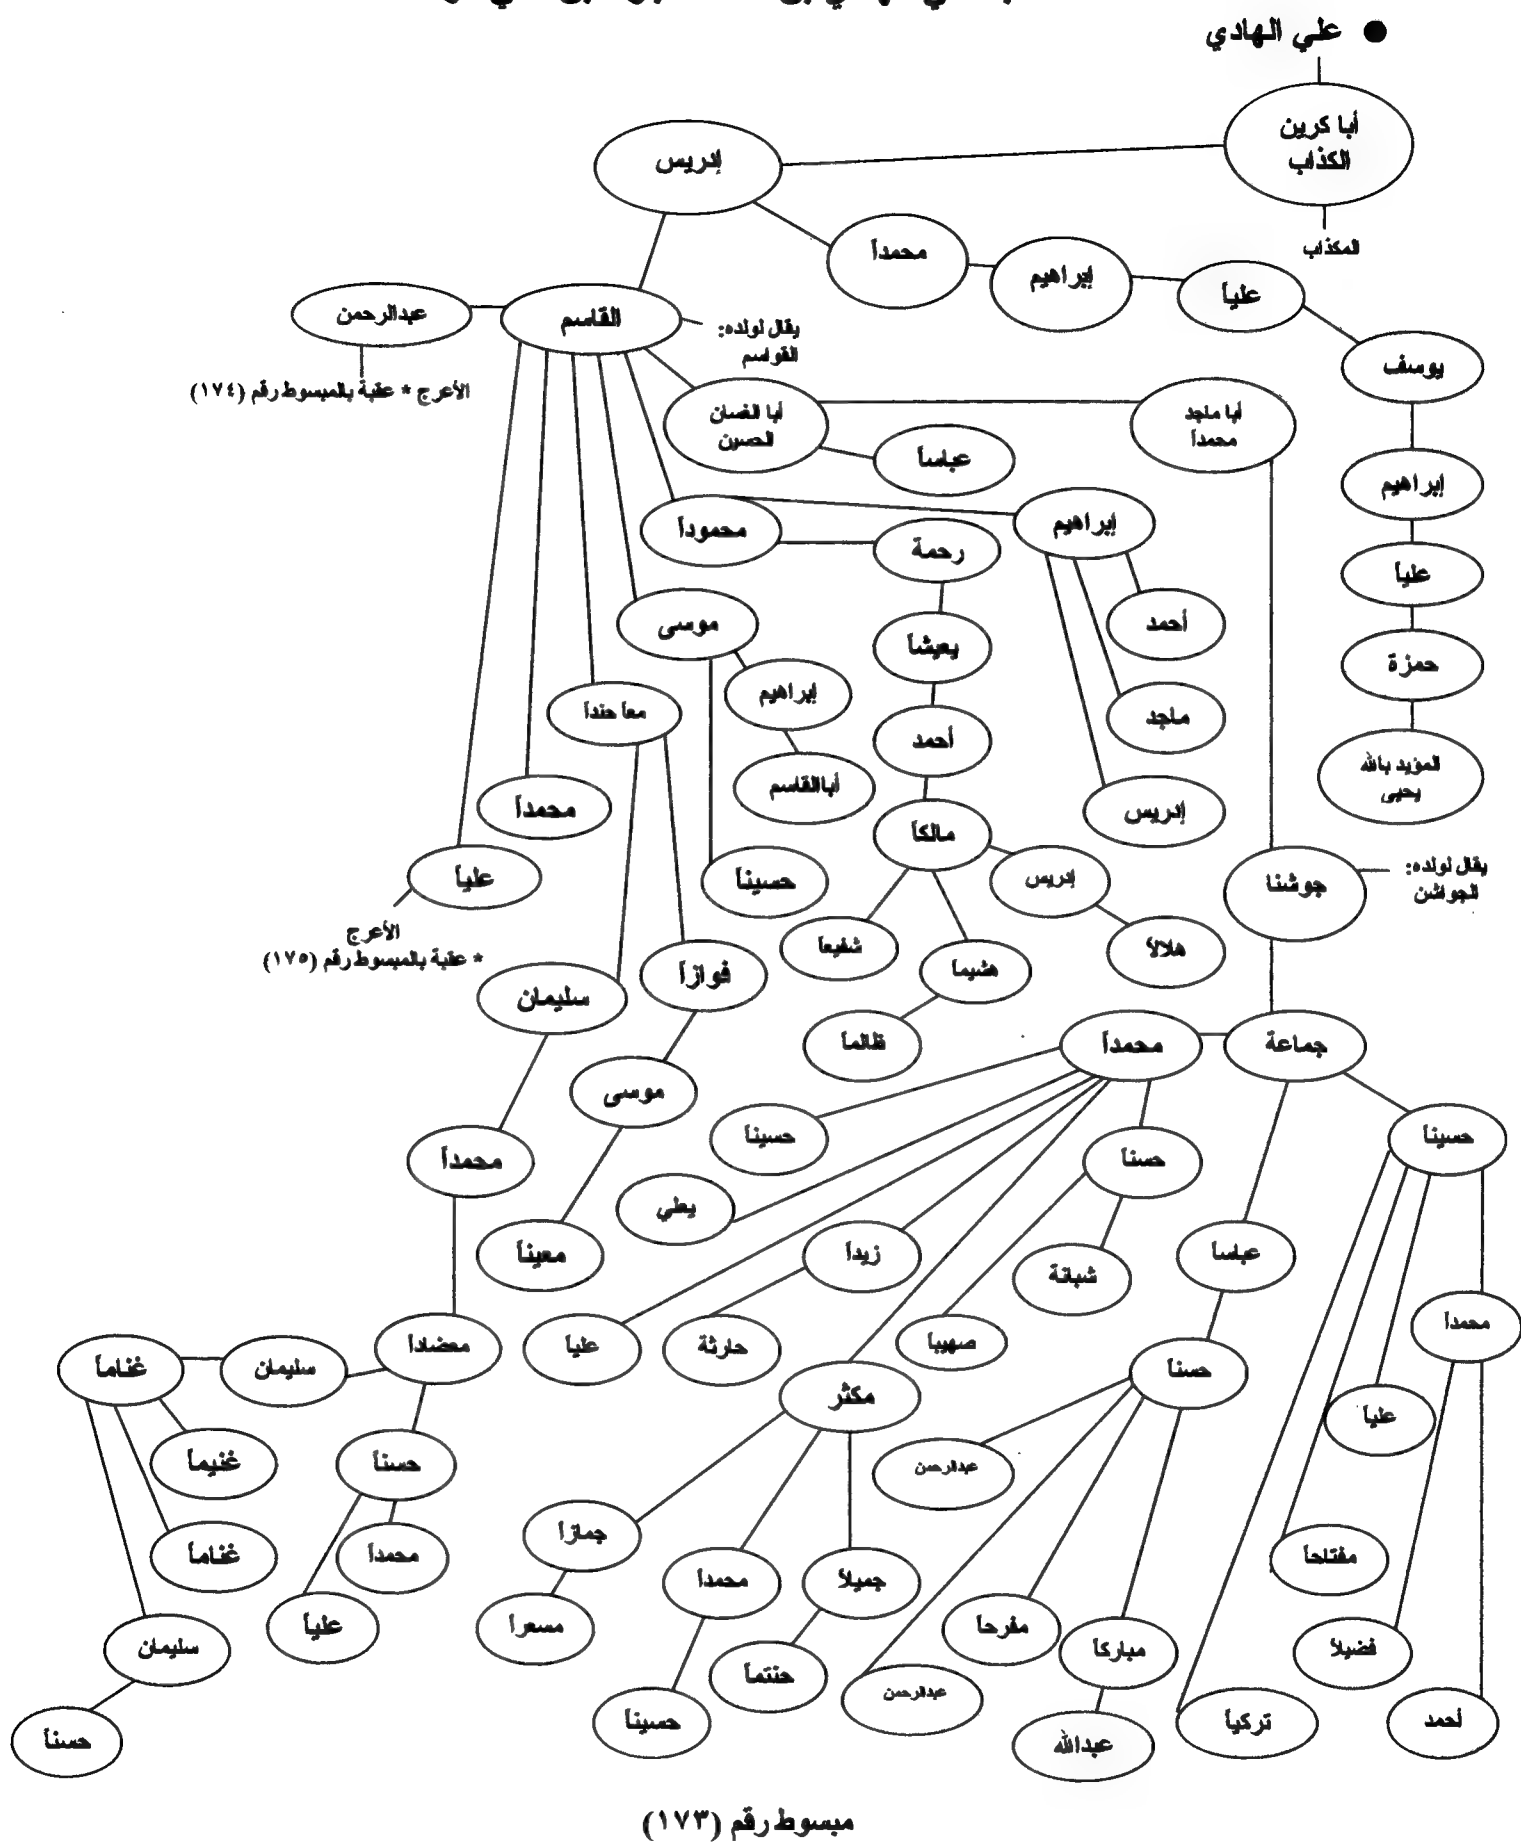 علي الهادي
أبا كرين
الكذاب
إدريس
المكذاب
محمداً
إبراهيم
علياً
عبدالرحمن
القاسم
يقال لولده:
القواسم
يوسف
الأعرج * عقبة بالمبسوط رقم (١٧٤)
أبا الغسان
الحسين
أبا ماجد
محمداً
عباساً
إبراهيم
محموداً
إبراهيم
رحمة
علياً
موسى
أحمد
يعيشاً
حمزة
إبراهيم
معاً حنداً
ماجد
أحمد
المؤيد بالله
يحيى
أباالقاسم
محمداً
إدريس
مالكاً
علياً
حسيناً
إدريس
جوشنا
يقال لولده:
الجواشن
الأعرج
* عقبة بالمبسوط رقم (١٧٥)
شفيعاً
هلالاً
فوازاً
هشيما
سليمان
ظالماً
محمداً
جماعة
موسى
حسيناً
حسناً
حسيناً
محمداً
يعلي
معيناً
زيداً
شبانة
عباساً
غناماً
سليمان
معضاداً
علياً
حارثة
صهيباً
محمداً
مكثر
حسناً
علياً
غنيماً
حسناً
عبدالرحمن
غناماً
محمداً
جمازاً
محمداً
جميلاً
مفتاحاً
علياً
مسعراً
مفرحاً
مباركاً
فضيلاً
سليمان
حنتماً
عبدالرحمن
حسناً
حسيناً
عبدالله
تركياً
أحمد
مبسوط رقم (١٧٣)